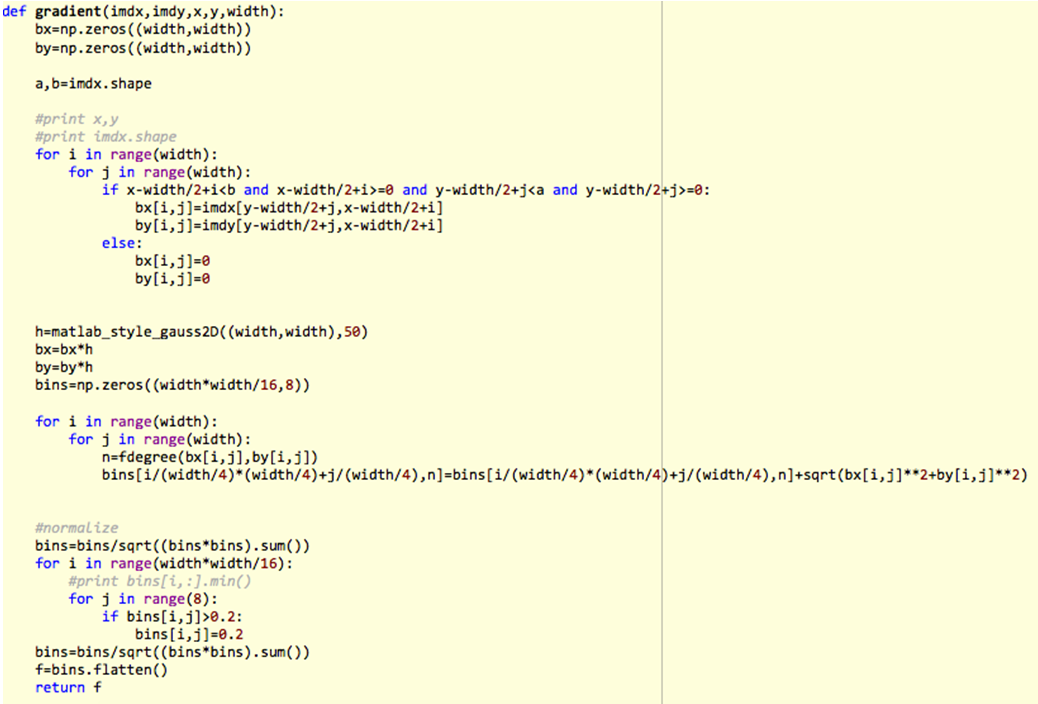 def gradient(imdx,imdy,x,y,width):
    bx=np.zeros((width,width))
    by=np.zeros((width,width))

    a,b=imdx.shape

    #print x,y
    #print imdx.shape
    for i in range(width):
        for j in range(width):
            if x-width/2+i<b and x-width/2+i>=0 and y-width/2+j<a and y-width/2+j>=0:
                bx[i,j]=imdx[y-width/2+j,x-width/2+i]
                by[i,j]=imdy[y-width/2+j,x-width/2+i]
            else:
                bx[i,j]=0
                by[i,j]=0

    h=matlab_style_gauss2D((width,width),50)
    bx=bx*h
    by=by*h
    bins=np.zeros((width*width/16,8))

    for i in range(width):
        for j in range(width):
            n=fdegree(bx[i,j],by[i,j])
            bins[i/(width/4)*(width/4)+j/(width/4),n]=bins[i/(width/4)*(width/4)+j/(width/4),n]+sqrt(bx[i,j]**2+by[i,j]**2)

    #normalize
    bins=bins/sqrt((bins*bins).sum())
    for i in range(width*width/16):
        #print bins[i,:].min()
        for j in range(8):
            if bins[i,j]>0.2:
                bins[i,j]=0.2
    bins=bins/sqrt((bins*bins).sum())
    f=bins.flatten()
    return f